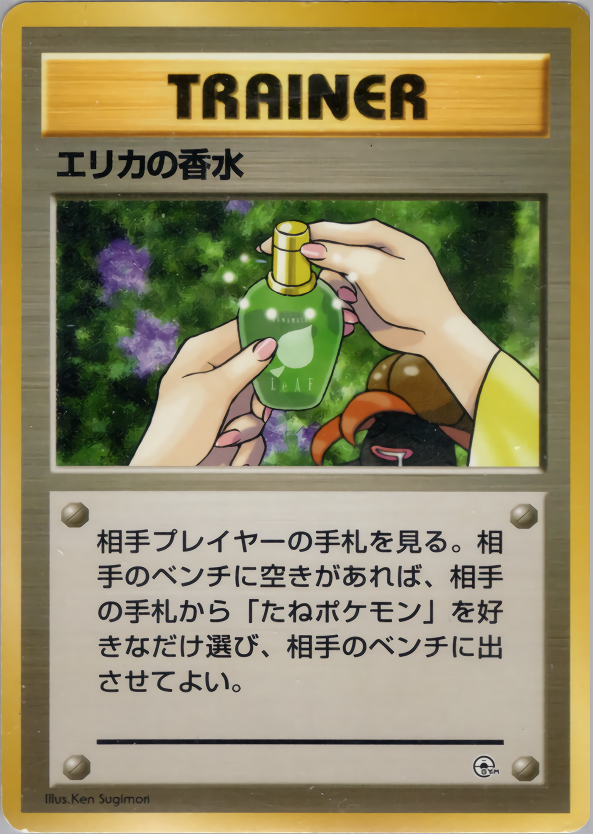 TRAINER
エリカの香水
LeAF
相手プレイヤーの手札を見る。相
手のベンチに空きがあれば、相手
の手札から「たねポケモン」を好
きなだけ選び、相手のベンチに出
させてよい。
GYM
Illus.Ken Sugimori